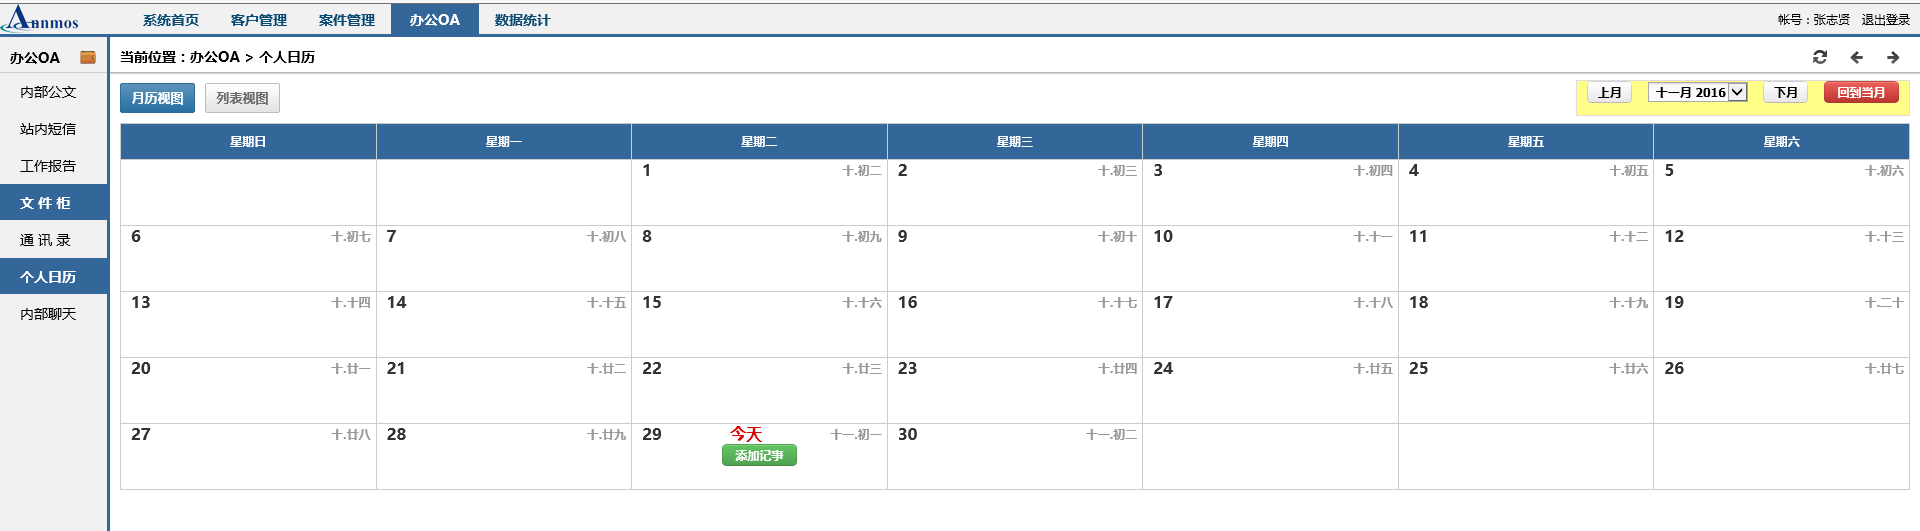 Anmos 系统首页 客户管理 案件管理 办公OA 数据统计 帐号：张志贤 退出登录
办公OA
内部公文
站内短信
工作报告
文 件 柜
通 讯 录
个人日历
内部聊天
当前位置：办公OA > 个人日历
月历视图 列表视图 上月 十一月 2016 下月 回到当月
星期日 星期一 星期二 星期三 星期四 星期五 星期六
1 十.初二 2 十.初三 3 十.初四 4 十.初五 5 十.初六
6 十.初七 7 十.初八 8 十.初九 9 十.初十 10 十.十一 11 十.十二 12 十.十三
13 十.十四 14 十.十五 15 十.十六 16 十.十七 17 十.十八 18 十.十九 19 十.二十
20 十.廿一 21 十.廿二 22 十.廿三 23 十.廿四 24 十.廿五 25 十.廿六 26 十.廿七
27 十.廿八 28 十.廿九 29 今天 十一.初一 30 十一.初二
添加记事